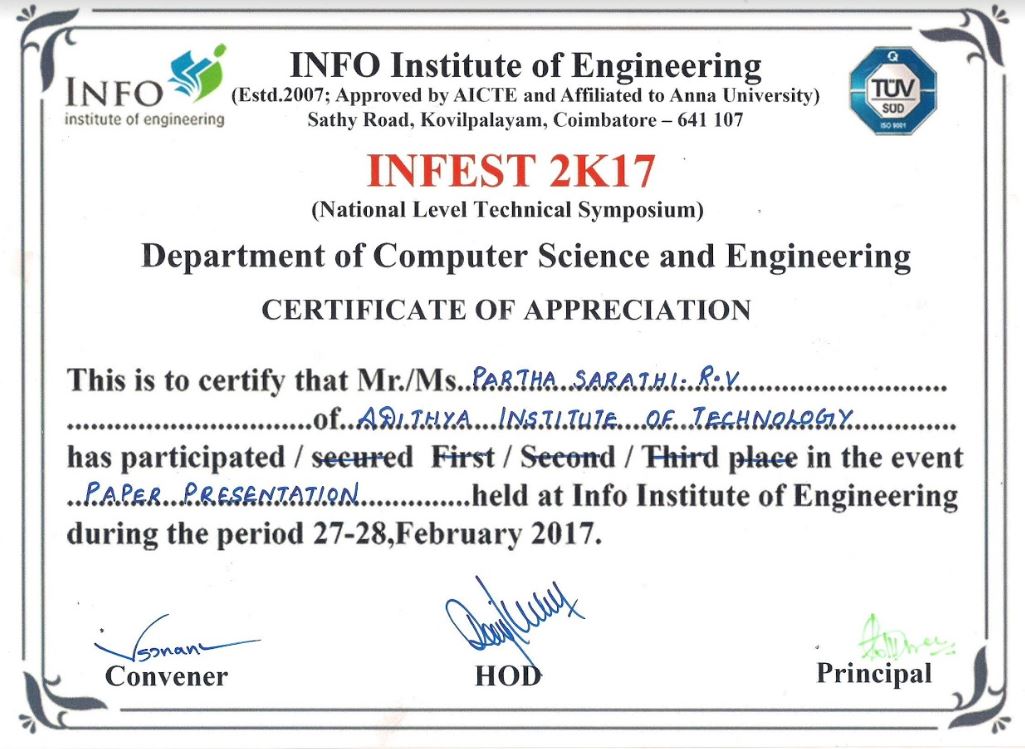 INFO
institute of engineering
INFO Institute of Engineering
(Estd.2007; Approved by AICTE and Affiliated to Anna University)
Sathy Road, Kovilpalayam, Coimbatore – 641 107
Q
TÜV
SÜD
ISO 9001
INFEST 2K17
(National Level Technical Symposium)
Department of Computer Science and Engineering
CERTIFICATE OF APPRECIATION
This is to certify that Mr./Ms..PARTHA SARATHI. R.V..............................
................................of..ADITHYA INSTITUTE OF TECHNOLOGY................
has participated / secured First / Second / Third place in the event
..PAPER PRESENTATION...............held at Info Institute of Engineering
during the period 27-28,February 2017.
Convener
HOD
Principal